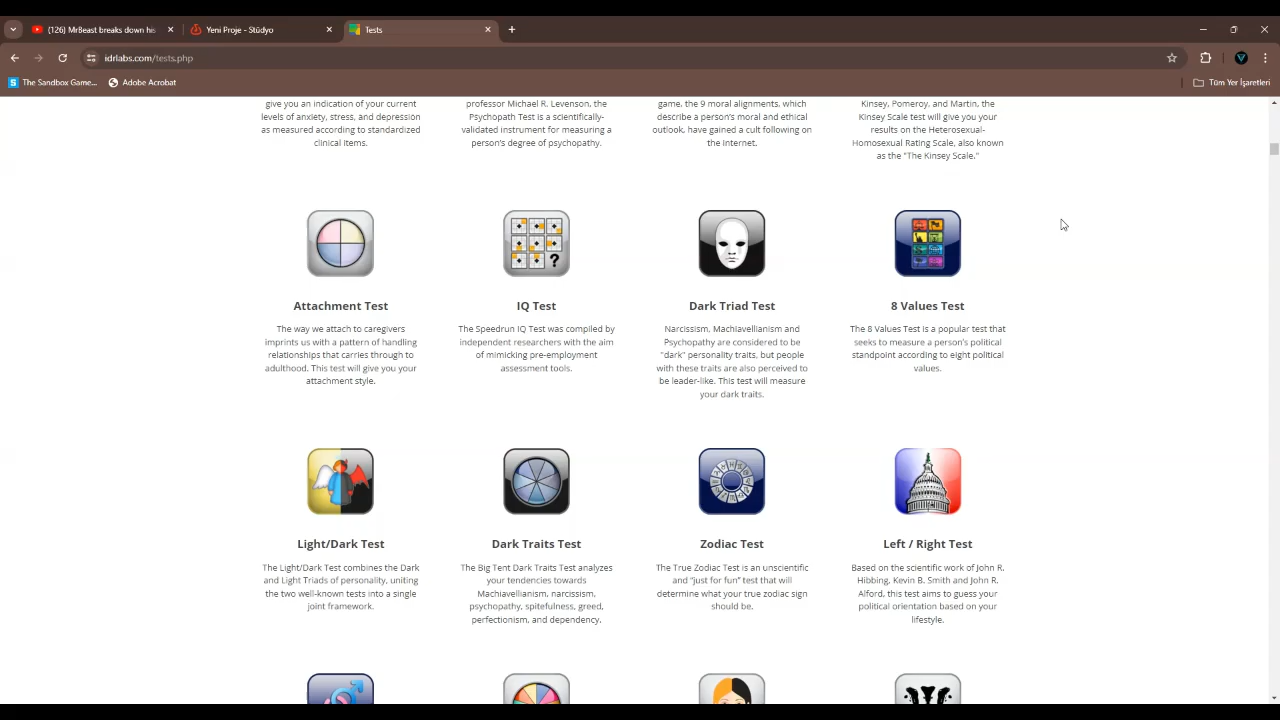 (126) MrBeast breaks down his
Yeni Proje - Stüdyo
Tests
idrlabs.com/tests.php
The Sandbox Game...
Adobe Acrobat
Tüm Yer İşaretleri
give you an indication of your current
levels of anxiety, stress, and depression
as measured according to standardized
clinical items.
professor Michael R. Levenson, the
Psychopath Test is a scientifically-
validated instrument for measuring a
person's degree of psychopathy.
game, the 9 moral alignments, which
describe a person's moral and ethical
outlook, have gained a cult following on
the internet.
Kinsey, Pomeroy, and Martin, the
Kinsey Scale test will give you your
results on the Heterosexual-
Homosexual Rating Scale, also known
as the "The Kinsey Scale."
Attachment Test
The way we attach to caregivers
imprints us with a pattern of handling
relationships that carries through to
adulthood. This test will give you your
attachment style.
?
IQ Test
The Speedrun IQ Test was compiled by
independent researchers with the aim
of mimicking pre-employment
assessment tools.
Dark Triad Test
Narcissism, Machiavellianism and
Psychopathy are considered to be
"dark" personality traits, but people
with these traits are also perceived to
be leader-like. This test will measure
your dark traits.
8 Values Test
The 8 Values Test is a popular test that
seeks to measure a person's political
standpoint according to eight political
values.
Light/Dark Test
The Light/Dark Test combines the Dark
and Light Triads of personality, uniting
the two well-known tests into a single
joint framework.
Dark Traits Test
The Big Tent Dark Traits Test analyzes
your tendencies towards
Machiavellianism, narcissism,
psychopathy, spitefulness, greed,
perfectionism, and dependency.
Zodiac Test
The True Zodiac Test is an unscientific
and “just for fun” test that will
determine what your true zodiac sign
should be.
Left / Right Test
Based on the scientific work of John R.
Hibbing, Kevin B. Smith and John R.
Alford, this test aims to guess your
political orientation based on your
lifestyle.